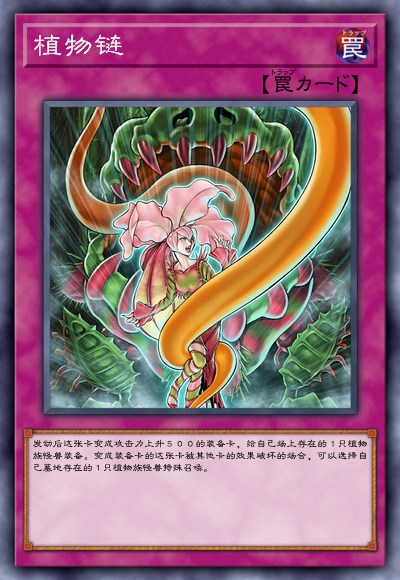 植物链
トラップ
罠
トラップ
【罠カード】
发动后这张卡变成攻击力上升５００的装备卡，给自己场上存在的１只植物
族怪兽装备。变成装备卡的这张卡被其他卡的效果破坏的场合，可以选择自
己墓地存在的１只植物族怪兽特殊召唤。